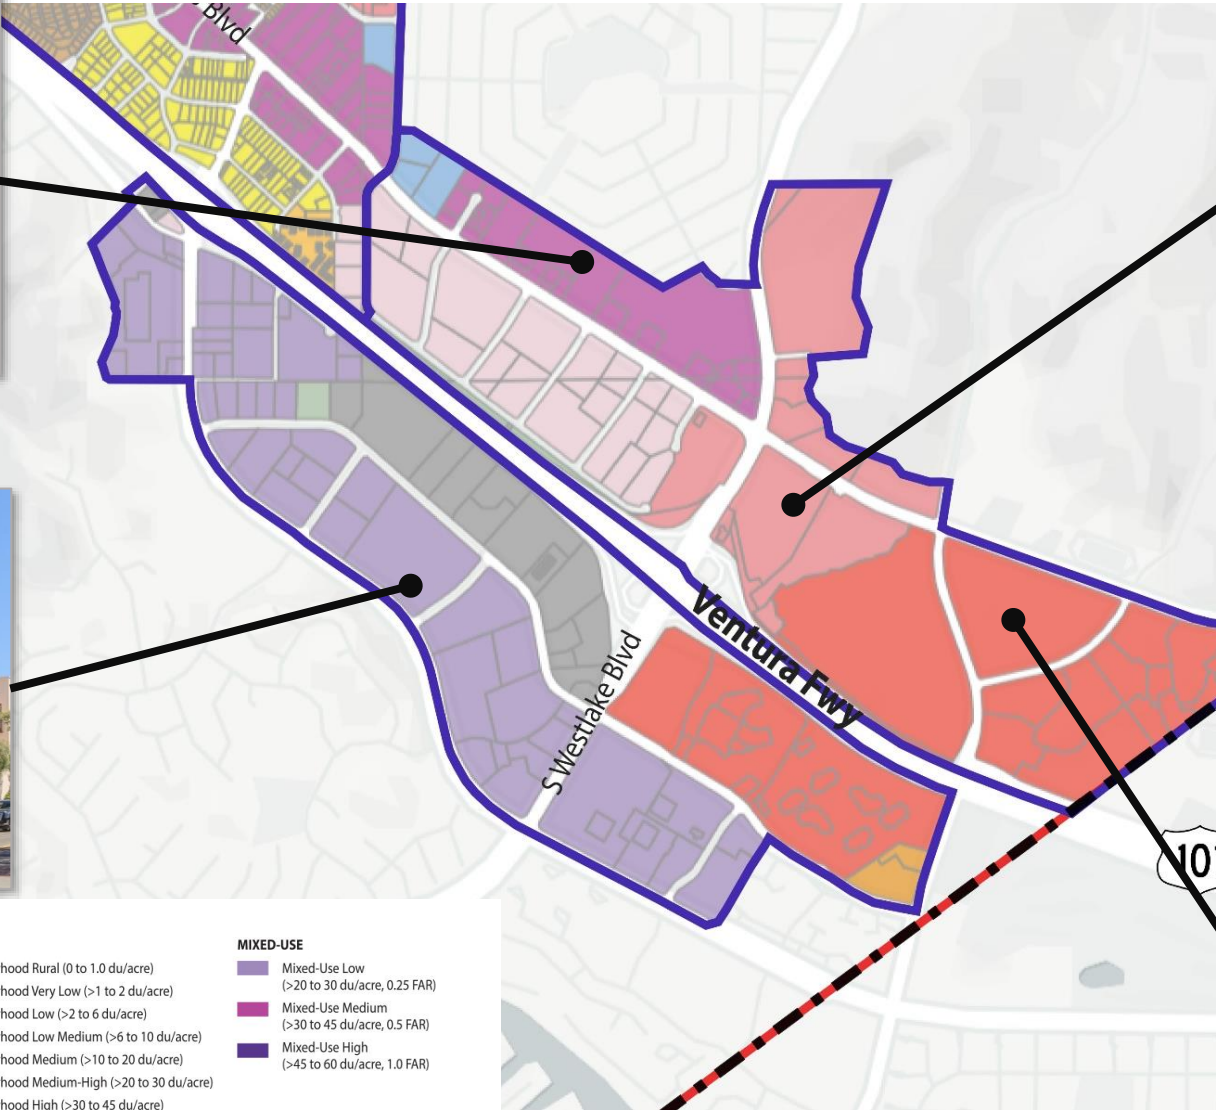 Blvd
Ventura Fwy
S Westlake Blvd
10
MIXED-USE
hood Rural (0 to 1.0 du/acre)
hood Very Low (>1 to 2 du/acre)
hood Low (>2 to 6 du/acre)
hood Low Medium (>6 to 10 du/acre)
hood Medium (>10 to 20 du/acre)
hood Medium-High (>20 to 30 du/acre)
hood High (>30 to 45 du/acre)
Mixed-Use Low
(>20 to 30 du/acre, 0.25 FAR)
Mixed-Use Medium
(>30 to 45 du/acre, 0.5 FAR)
Mixed-Use High
(>45 to 60 du/acre, 1.0 FAR)